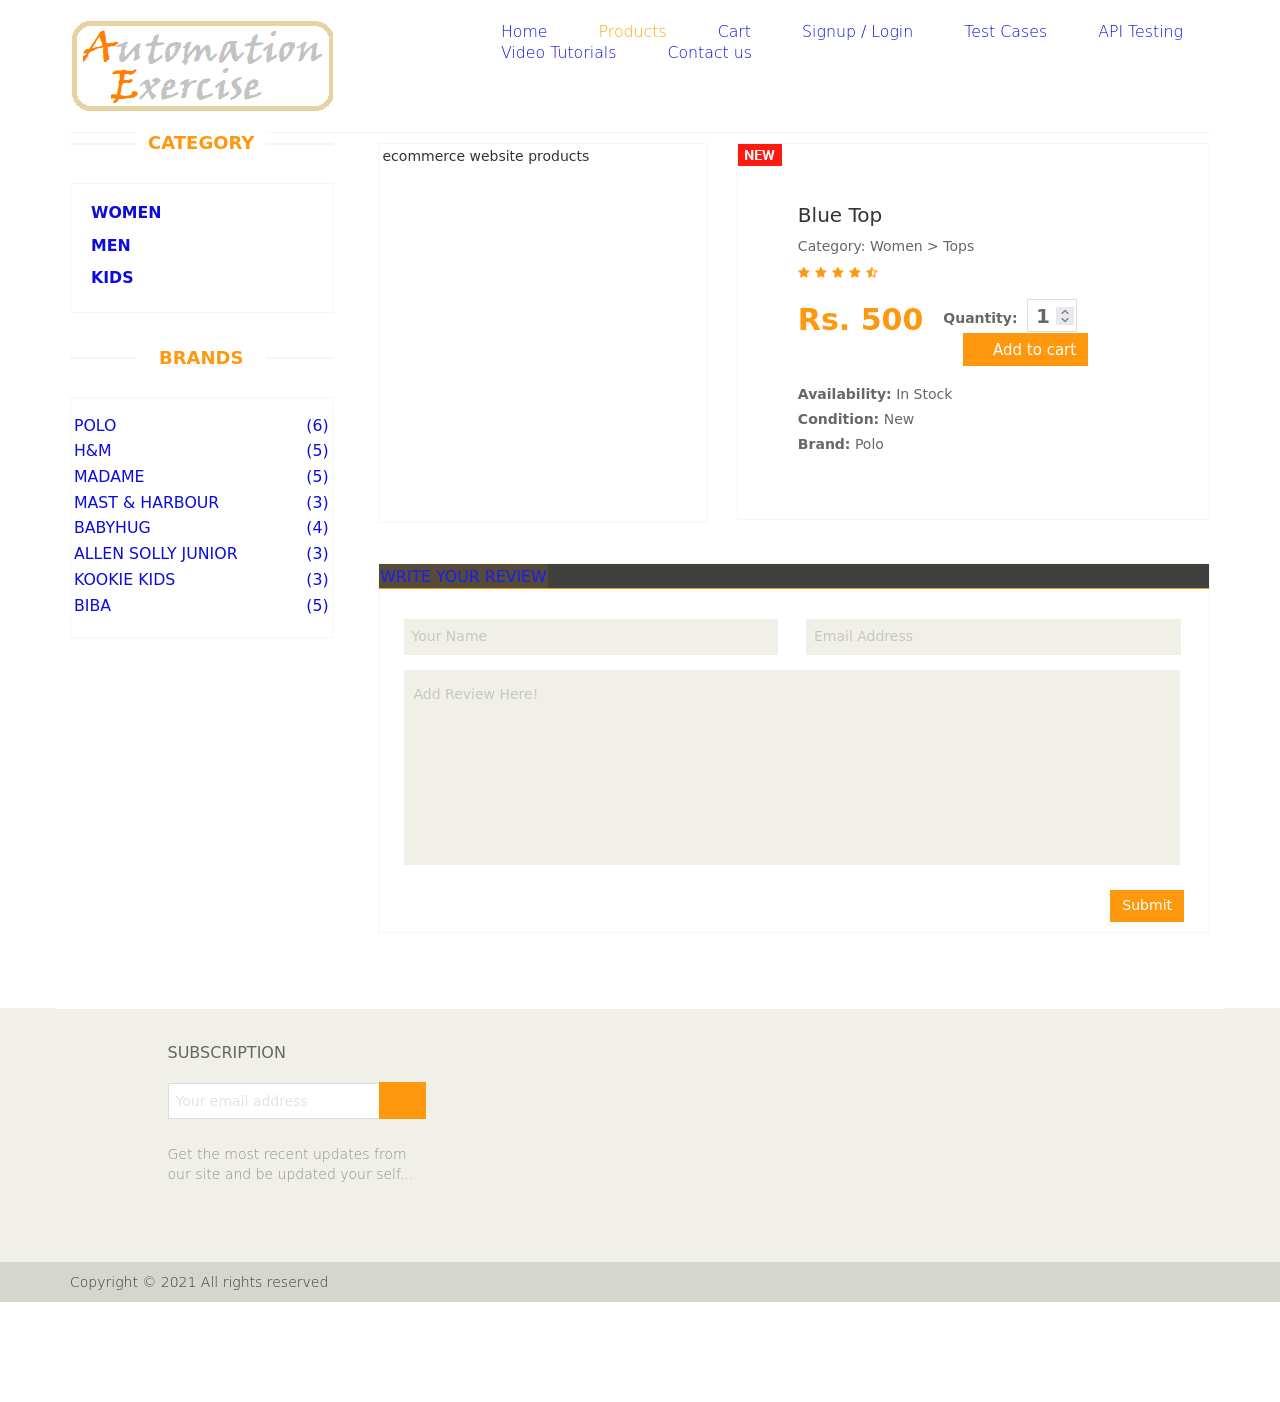 Automation
Exercise
Home Products Cart Signup / Login Test Cases API Testing
Video Tutorials Contact us
CATEGORY
WOMEN
MEN
KIDS
BRANDS
POLO (6)
H&M (5)
MADAME (5)
MAST & HARBOUR (3)
BABYHUG (4)
ALLEN SOLLY JUNIOR (3)
KOOKIE KIDS (3)
BIBA (5)
ecommerce website products
NEW
Blue Top
Category: Women > Tops
Rs. 500 Quantity: 1
Add to cart
Availability: In Stock
Condition: New
Brand: Polo
WRITE YOUR REVIEW
Your Name Email Address
Add Review Here!
Submit
SUBSCRIPTION
Your email address
Get the most recent updates from
our site and be updated your self...
Copyright © 2021 All rights reserved